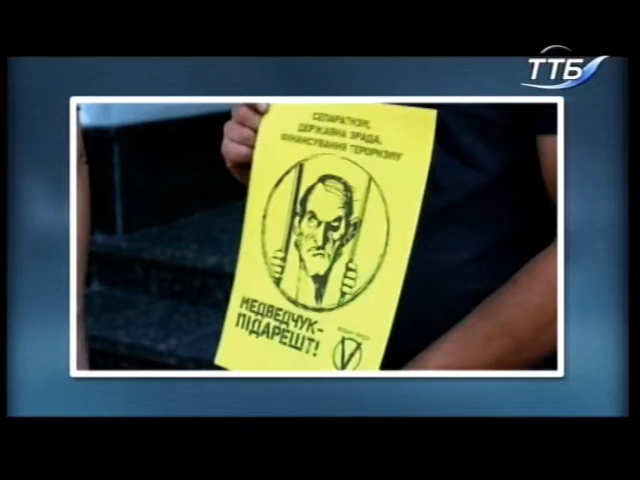 ТТБ
СЕПАРАТИЗМ,
ДЕРЖАВНА ЗРАДА,
ФІНАНСУВАННЯ ТЕРОРИЗМУ
МЕДВЕДЧУК-
ПІДАРЕШТ!